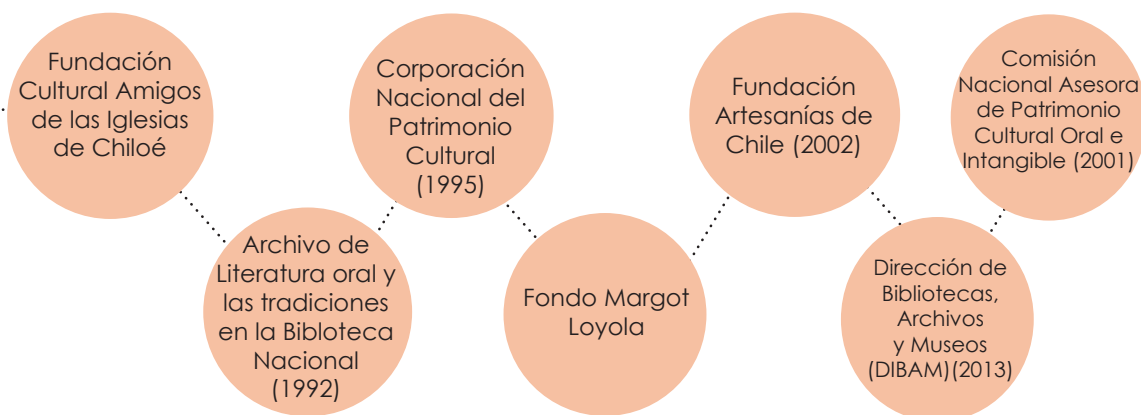 Fundación
Cultural Amigos
de las Iglesias
de Chiloé
Archivo de
Literatura oral y
las tradiciones
en la Bibloteca
Nacional
(1992)
Corporación
Nacional del
Patrimonio
Cultural
(1995)
Fondo Margot
Loyola
Fundación
Artesanías de
Chile (2002)
Dirección de
Bibliotecas,
Archivos
y Museos
(DIBAM)(2013)
Comisión
Nacional Asesora
de Patrimonio
Cultural Oral e
Intangible (2001)